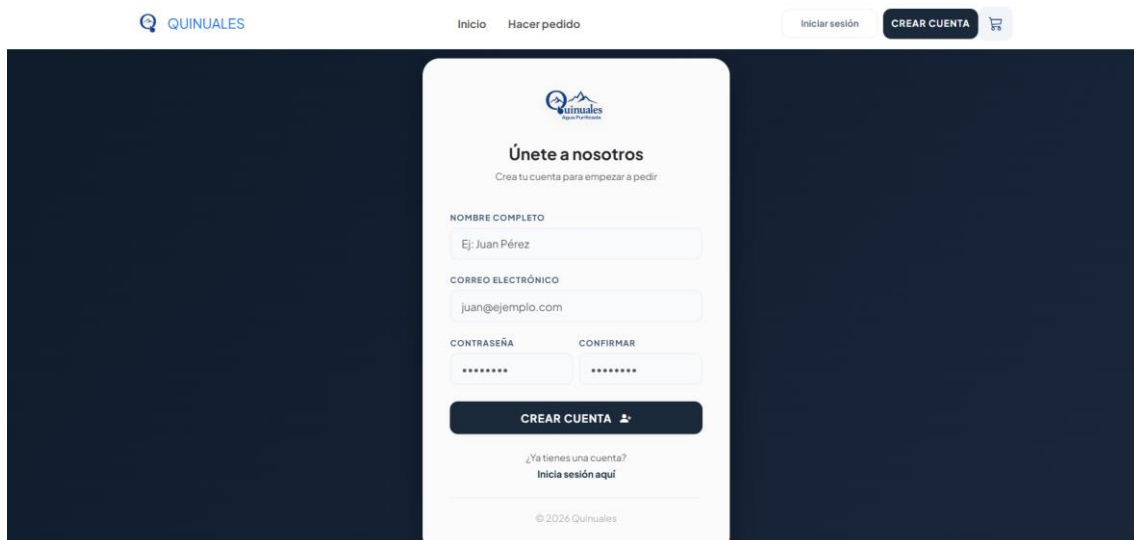 QUINUALES
Inicio Hacer pedido
Iniciar sesión CREAR CUENTA
Quinuales
Agua Purificada
Únete a nosotros
Crea tu cuenta para empezar a pedir
NOMBRE COMPLETO
Ej: Juan Pérez
CORREO ELECTRÓNICO
juan@ejemplo.com
CONTRASEÑA CONFIRMAR
•••••••• ••••••••
CREAR CUENTA
¿Ya tienes una cuenta?
Inicia sesión aquí
© 2026 Quinuales